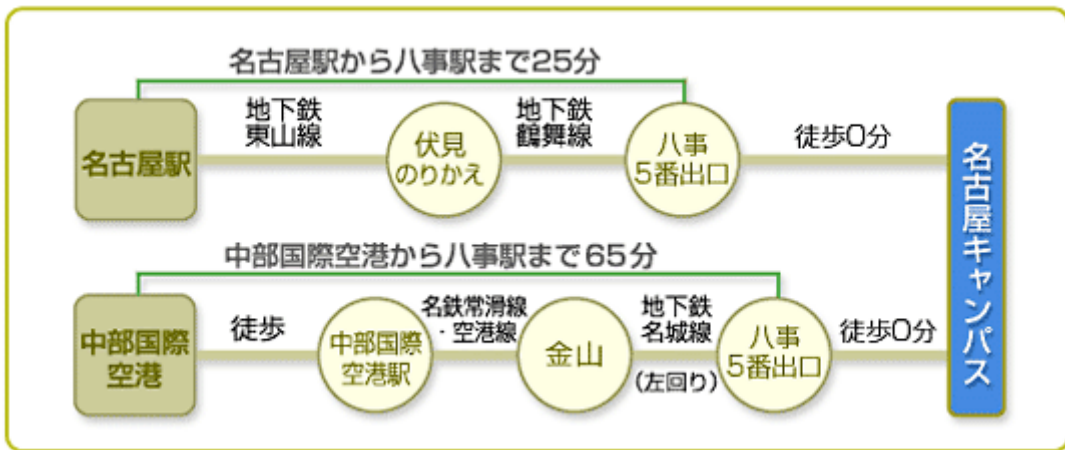 名古屋駅から八事駅まで25分
名古屋駅
地下鉄
東山線
伏見
のりかえ
地下鉄
鶴舞線
八事
5番出口
徒歩0分
中部国際空港から八事駅まで65分
中部国際
空港
徒歩
中部国際
空港駅
名鉄常滑線
・空港線
金山
地下鉄
名城線
(左回り)
八事
5番出口
徒歩0分
名古屋キャンパス